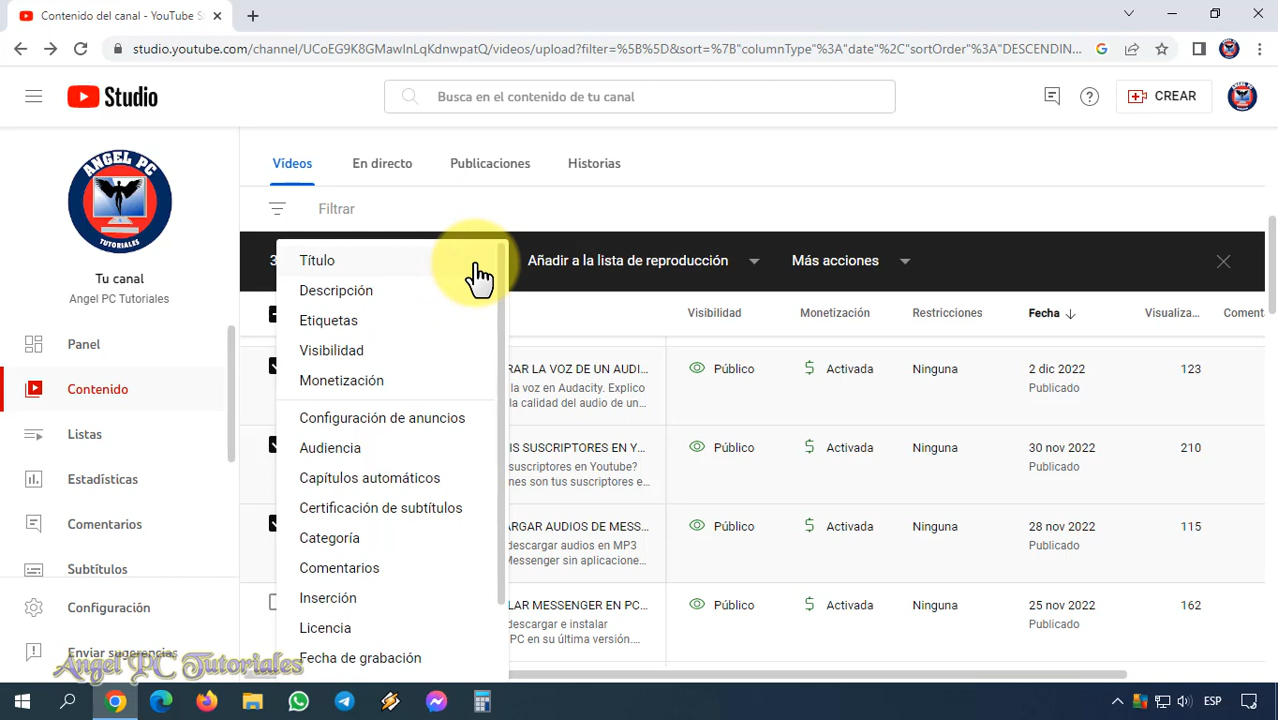 Contenido del canal - YouTube S
studio.youtube.com/channel/UCoEG9K8GMawInLqKdnwpatQ/videos/upload?filter=%5B%5D&sort=%7B"columnType"%3A"date"%2C"sortOrder"%3A"DESCENDIN...
Studio
Busca en el contenido de tu canal
CREAR
ANGEL PC
TUTORIALES
Tu canal
Angel PC Tutoriales
Panel
Contenido
Listas
Estadísticas
Comentarios
Subtítulos
Configuración
Enviar sugerencias
Vídeos
En directo
Publicaciones
Historias
Filtrar
3
Añadir a la lista de reproducción
Más acciones
Título
Descripción
Etiquetas
Visibilidad
Monetización
Configuración de anuncios
Audiencia
Capítulos automáticos
Certificación de subtítulos
Categoría
Comentarios
Inserción
Licencia
Fecha de grabación
Visibilidad
Monetización
Restricciones
Fecha
Visualiza...
Coment
RAR LA VOZ DE UN AUDI...
la voz en Audacity. Explico
la calidad del audio de un...
Público
Activada
Ninguna
2 dic 2022
Publicado
123
IS SUSCRIPTORES EN Y...
suscriptores en Youtube?
nes son tus suscriptores e...
Público
Activada
Ninguna
30 nov 2022
Publicado
210
ARGAR AUDIOS DE MESS...
descargar audios en MP3
Messenger sin aplicacione...
Público
Activada
Ninguna
28 nov 2022
Publicado
115
LAR MESSENGER EN PC...
descargar e instalar
PC en su última versión....
Público
Activada
Ninguna
25 nov 2022
Publicado
162
Angel PC Tutoriales
ESP